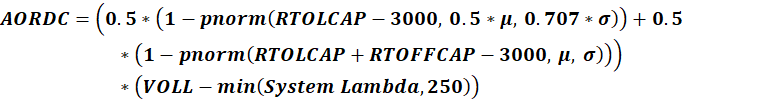 AORDC = (0.5 * (1 − pnorm(RTOLCAP − 3000, 0.5 * μ, 0.707 * σ)) + 0.5
* (1 − pnorm(RTOLCAP + RTOFFCAP − 3000, μ, σ)))
* (VOLL − min(System Lambda, 250))